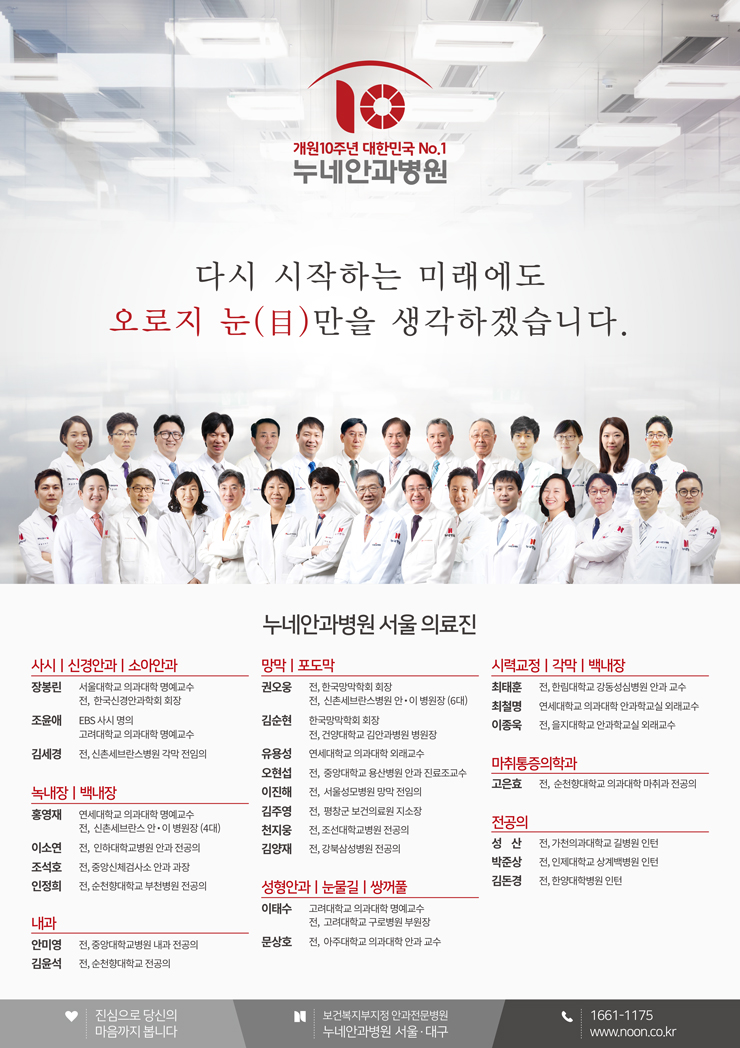 10
개원10주년 대한민국 No.1
누네안과병원
다시 시작하는 미래에도
오로지 눈(目)만을 생각하겠습니다.
누네안과병원 서울 의료진
사시 | 신경안과 | 소아안과
장봉린 서울대학교 의과대학 명예교수
전, 한국신경안과학회 회장
조윤애 EBS 사시 명의
고려대학교 의과대학 명예교수
김세경 전, 신촌세브란스병원 각막 전임의
녹내장 | 백내장
홍영재 연세대학교 의과대학 명예교수
전, 신촌세브란스 안·이 병원장 (4대)
이소연 전, 인하대학교병원 안과 전공의
조석호 전, 중앙신체검사소 안과 과장
인정희 전, 순천향대학교 부천병원 전공의
내과
안미영 전, 중앙대학교병원 내과 전공의
김윤석 전, 순천향대학교 전공의
망막 | 포도막
권오웅 전, 한국망막학회 회장
전, 신촌세브란스병원 안·이 병원장 (6대)
김순현 한국망막학회 회장
전, 건양대학교 김안과병원 병원장
유용성 연세대학교 의과대학 외래교수
오현섭 전, 중앙대학교 용산병원 안과 진료조교수
이진해 전, 서울성모병원 망막 전임의
김주영 전, 평창군 보건의료원 지소장
천지웅 전, 조선대학교병원 전공의
김양재 전, 강북삼성병원 전공의
성형안과 | 눈물길 | 쌍꺼풀
이태수 고려대학교 의과대학 명예교수
전, 고려대학교 구로병원 부원장
문상호 전, 아주대학교 의과대학 안과 교수
시력교정 | 각막 | 백내장
최태훈 전, 한림대학교 강동성심병원 안과 교수
최철명 연세대학교 의과대학 안과학교실 외래교수
이종욱 전, 을지대학교 안과학교실 외래교수
마취통증의학과
고은효 전, 순천향대학교 의과대학 마취과 전공의
전공의
성 산 전, 가천의과대학교 길병원 인턴
박준상 전, 인제대학교 상계백병원 인턴
김돈경 전, 한양대학병원 인턴
진심으로 당신의
마음까지 봅니다
보건복지부지정 안과전문병원
누네안과병원 서울·대구
1661-1175
www.noon.co.kr